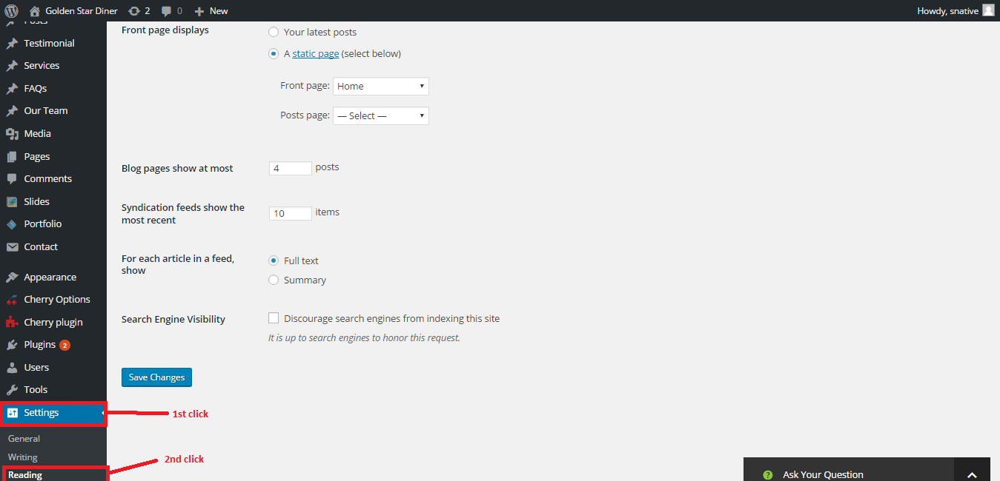 Golden Star Diner 2 0 New Howdy, snative
Posts
Testimonial
Services
FAQs
Our Team
Media
Pages
Comments
Slides
Portfolio
Contact
Appearance
Cherry Options
Cherry plugin
Plugins 2
Users
Tools
Settings
General
Writing
Reading
Front page displays
Your latest posts
A static page (select below)
Front page: Home
Posts page: — Select —
Blog pages show at most 4 posts
Syndication feeds show the
most recent
10 items
For each article in a feed,
show
Full text
Summary
Search Engine Visibility
Discourage search engines from indexing this site
It is up to search engines to honor this request.
Save Changes
1st click
2nd click
? Ask Your Question